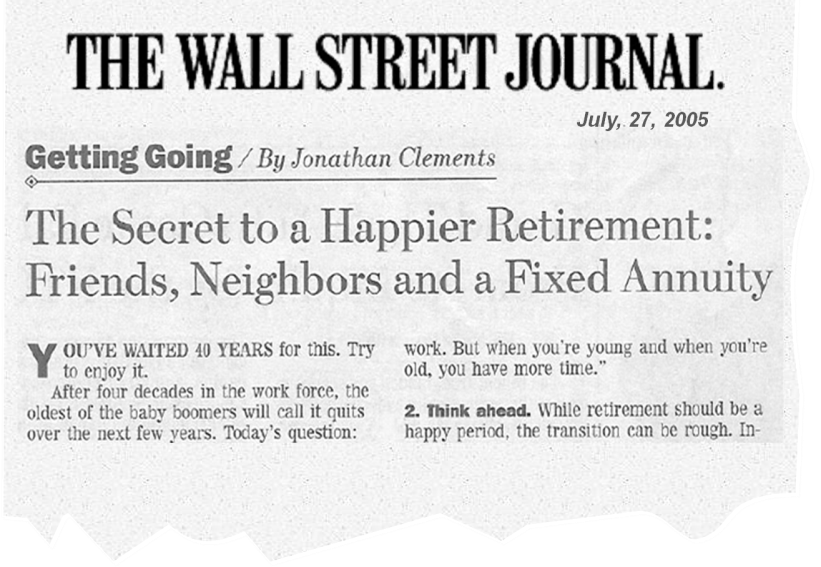 THE WALL STREET JOURNAL.
July, 27, 2005
Getting Going / By Jonathan Clements
The Secret to a Happier Retirement:
Friends, Neighbors and a Fixed Annuity
YOU'VE WAITED 40 YEARS for this. Try
to enjoy it.
After four decades in the work force, the
oldest of the baby boomers will call it quits
over the next few years. Today's question:
work. But when you're young and when you're
old, you have more time."
2. Think ahead. While retirement should be a
happy period, the transition can be rough. In-